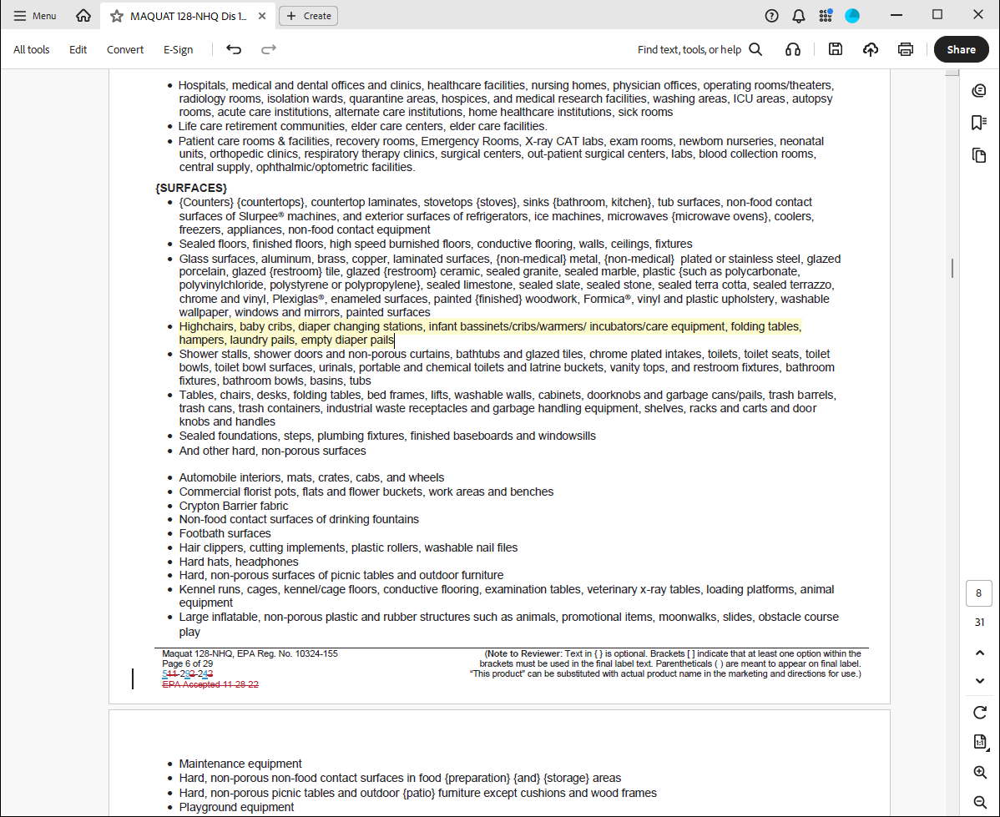 Menu
MAQUAT 128-NHQ Dis 1...
Create
All tools
Edit
Convert
E-Sign
Find text, tools, or help
Share
• Hospitals, medical and dental offices and clinics, healthcare facilities, nursing homes, physician offices, operating rooms/theaters,
radiology rooms, isolation wards, quarantine areas, hospices, and medical research facilities, washing areas, ICU areas, autopsy
rooms, acute care institutions, alternate care institutions, home healthcare institutions, sick rooms
• Life care retirement communities, elder care centers, elder care facilities.
• Patient care rooms & facilities, recovery rooms, Emergency Rooms, X-ray CAT labs, exam rooms, newborn nurseries, neonatal
units, orthopedic clinics, respiratory therapy clinics, surgical centers, out-patient surgical centers, labs, blood collection rooms,
central supply, ophthalmic/optometric facilities.
{SURFACES}
• {Counters} {countertops}, countertop laminates, stovetops {stoves}, sinks {bathroom, kitchen}, tub surfaces, non-food contact
surfaces of Slurpee® machines, and exterior surfaces of refrigerators, ice machines, microwaves {microwave ovens}, coolers,
freezers, appliances, non-food contact equipment
• Sealed floors, finished floors, high speed burnished floors, conductive flooring, walls, ceilings, fixtures
• Glass surfaces, aluminum, brass, copper, laminated surfaces, {non-medical} metal, {non-medical} plated or stainless steel, glazed
porcelain, glazed {restroom} tile, glazed {restroom} ceramic, sealed granite, sealed marble, plastic {such as polycarbonate,
polyvinylchloride, polystyrene or polypropylene}, sealed limestone, sealed slate, sealed stone, sealed terra cotta, sealed terrazzo,
chrome and vinyl, Plexiglas®, enameled surfaces, painted {finished} woodwork, Formica®, vinyl and plastic upholstery, washable
wallpaper, windows and mirrors, painted surfaces
• Highchairs, baby cribs, diaper changing stations, infant bassinets/cribs/warmers/ incubators/care equipment, folding tables,
hampers, laundry pails, empty diaper pails
• Shower stalls, shower doors and non-porous curtains, bathtubs and glazed tiles, chrome plated intakes, toilets, toilet seats, toilet
bowls, toilet bowl surfaces, urinals, portable and chemical toilets and latrine buckets, vanity tops, and restroom fixtures, bathroom
fixtures, bathroom bowls, basins, tubs
• Tables, chairs, desks, folding tables, bed frames, lifts, washable walls, cabinets, doorknobs and garbage cans/pails, trash barrels,
trash cans, trash containers, industrial waste receptacles and garbage handling equipment, shelves, racks and carts and door
knobs and handles
• Sealed foundations, steps, plumbing fixtures, finished baseboards and windowsills
• And other hard, non-porous surfaces
• Automobile interiors, mats, crates, cabs, and wheels
• Commercial florist pots, flats and flower buckets, work areas and benches
• Crypton Barrier fabric
• Non-food contact surfaces of drinking fountains
• Footbath surfaces
• Hair clippers, cutting implements, plastic rollers, washable nail files
• Hard hats, headphones
• Hard, non-porous surfaces of picnic tables and outdoor furniture
• Kennel runs, cages, kennel/cage floors, conductive flooring, examination tables, veterinary x-ray tables, loading platforms, animal
equipment
• Large inflatable, non-porous plastic and rubber structures such as animals, promotional items, moonwalks, slides, obstacle course
play
Maquat 128-NHQ, EPA Reg. No. 10324-155
Page 6 of 29
511-292-242
EPA Accepted 11-28-22
(Note to Reviewer: Text in { } is optional. Brackets [ ] indicate that at least one option within the
brackets must be used in the final label text. Parentheticals ( ) are meant to appear on final label.
“This product” can be substituted with actual product name in the marketing and directions for use.)
• Maintenance equipment
• Hard, non-porous non-food contact surfaces in food {preparation} {and} {storage} areas
• Hard, non-porous picnic tables and outdoor {patio} furniture except cushions and wood frames
• Playground equipment
8
31
1:1